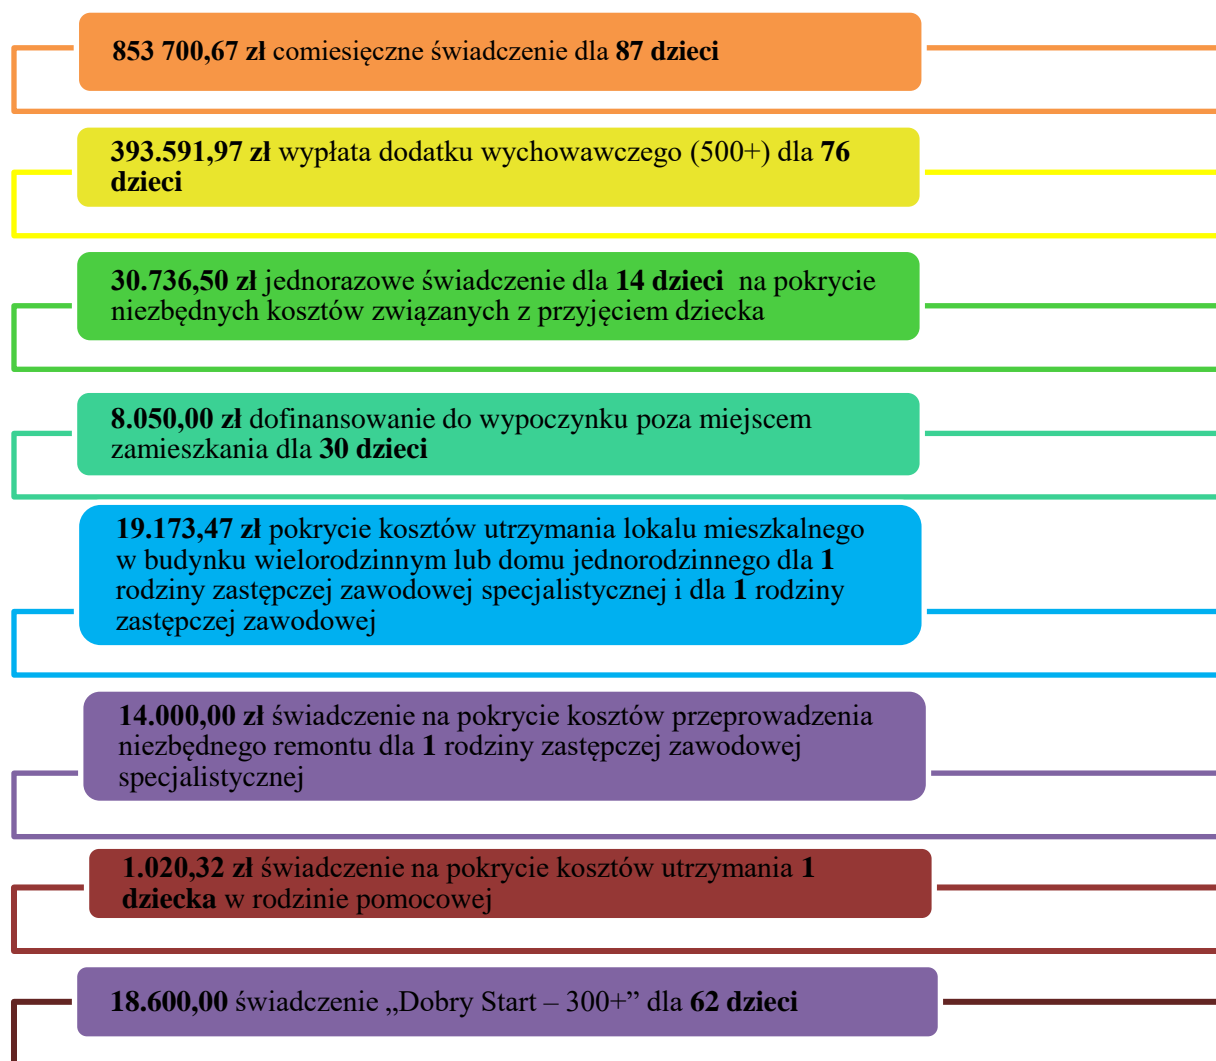 853 700,67 zł comiesięczne świadczenie dla 87 dzieci
393.591,97 zł wypłata dodatku wychowawczego (500+) dla 76
dzieci
30.736,50 zł jednorazowe świadczenie dla 14 dzieci na pokrycie
niezbędnych kosztów związanych z przyjęciem dziecka
8.050,00 zł dofinansowanie do wypoczynku poza miejscem
zamieszkania dla 30 dzieci
19.173,47 zł pokrycie kosztów utrzymania lokalu mieszkalnego
w budynku wielorodzinnym lub domu jednorodzinnego dla 1
rodziny zastępczej zawodowej specjalistycznej i dla 1 rodziny
zastępczej zawodowej
14.000,00 zł świadczenie na pokrycie kosztów przeprowadzenia
niezbędnego remontu dla 1 rodziny zastępczej zawodowej
specjalistycznej
1.020,32 zł świadczenie na pokrycie kosztów utrzymania 1
dziecka w rodzinie pomocowej
18.600,00 świadczenie „Dobry Start – 300+” dla 62 dzieci